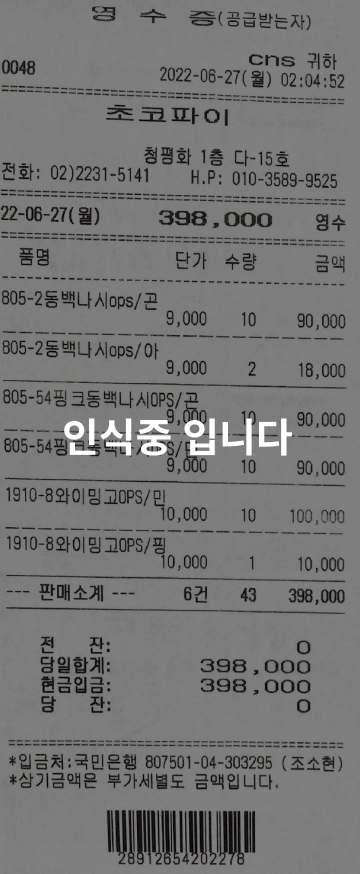 영 수 증(공급받는자)
cns 귀하
0048 2022-06-27(월) 02:04:52
초코파이
청평화 1층 다-15호
전화: 02)2231-5141 H.P: 010-3589-9525
22-06-27(월) 398,000 영수
품명 단가 수량 금액
805-2동백나시ops/곤
9,000 10 90,000
805-2동백나시ops/아
9,000 2 18,000
805-54핑크동백나시OPS/곤
9,000 10 90,000
인식중 입니다
805-54핑크동백나시OPS/
9,000 10 90,000
1910-8와이밍고OPS/민
10,000 10 100,000
1910-8와이밍고OPS/핑
10,000 1 10,000
--- 판매소계 --- 6건 43 398,000
전 잔: 0
당일합계: 398,000
현금입금: 398,000
당 잔: 0
*입금처:국민은행 807501-04-303295 (조소현)
*상기금액은 부가세별도 금액입니다.
28912654202278